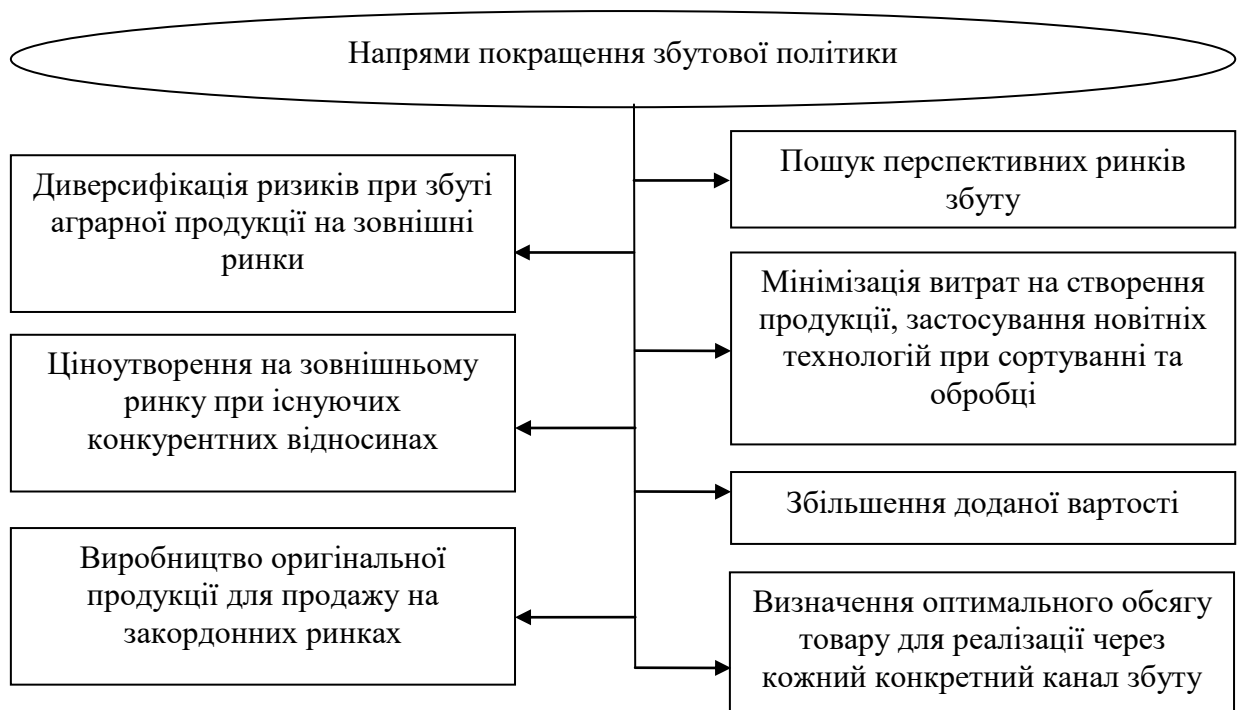 Напрями покращення збутової політики
Диверсифікація ризиків при збуті
аграрної продукції на зовнішні
ринки
Ціноутворення на зовнішньому
ринку при існуючих
конкурентних відносинах
Виробництво оригінальної
продукції для продажу на
закордонних ринках
Пошук перспективних ринків
збуту
Мінімізація витрат на створення
продукції, застосування новітніх
технологій при сортуванні та
обробці
Збільшення доданої вартості
Визначення оптимального обсягу
товару для реалізації через
кожний конкретний канал збуту